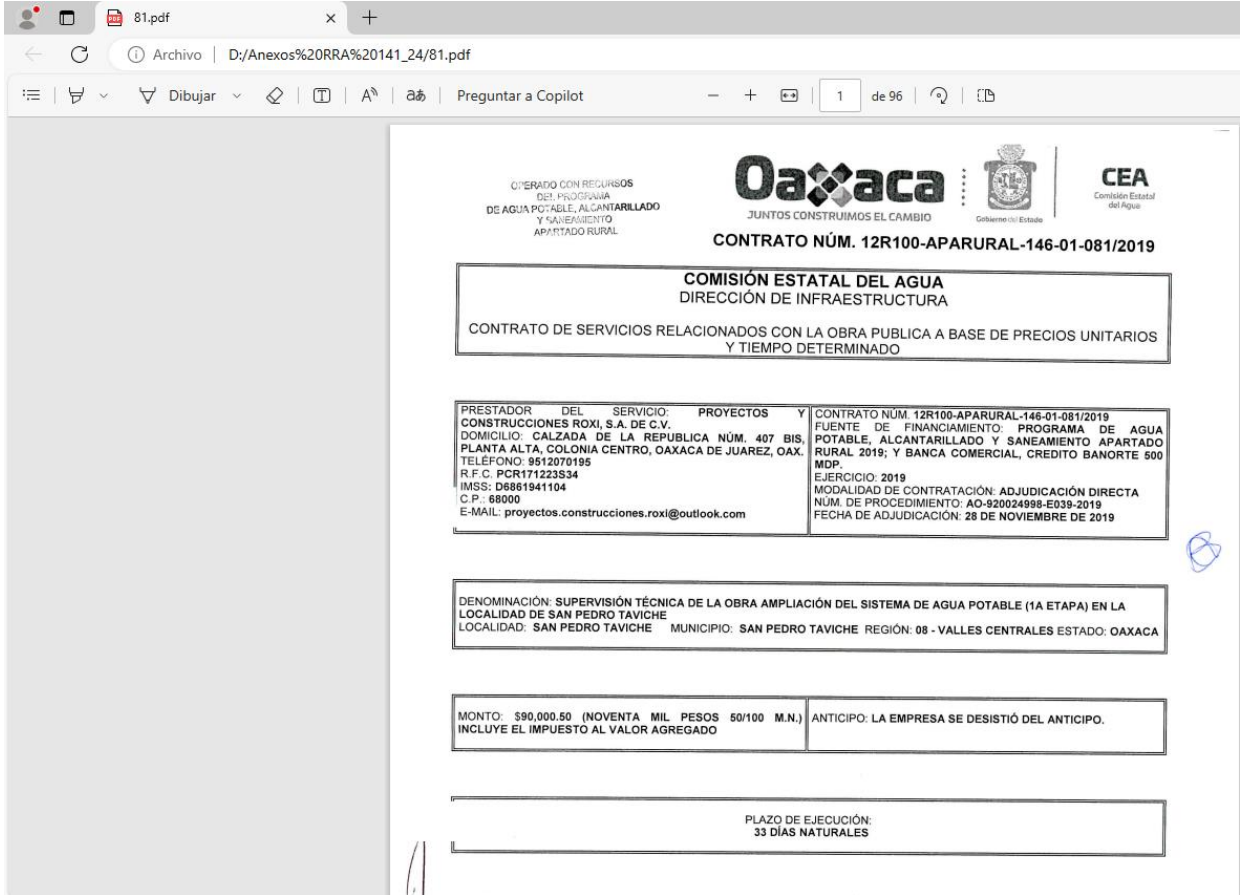 81.pdf
Archivo
D:/Anexos%20RRA%20141_24/81.pdf
Dibujar
Preguntar a Copilot
1
de 96
OPERADO CON RECURSOS
DEL PROGRAMA
DE AGUA POTABLE, ALCANTARILLADO
Y SANEAMIENTO
APARTADO RURAL
Oaxaca
JUNTOS CONSTRUIMOS EL CAMBIO
Gobierno del Estado
CEA
Comisión Estatal
del Agua
CONTRATO NÚM. 12R100-APARURAL-146-01-081/2019
COMISIÓN ESTATAL DEL AGUA
DIRECCIÓN DE INFRAESTRUCTURA
CONTRATO DE SERVICIOS RELACIONADOS CON LA OBRA PUBLICA A BASE DE PRECIOS UNITARIOS
Y TIEMPO DETERMINADO
PRESTADOR DEL SERVICIO: PROYECTOS Y
CONSTRUCCIONES ROXI, S.A. DE C.V.
DOMICILIO: CALZADA DE LA REPUBLICA NÚM. 407 BIS,
PLANTA ALTA, COLONIA CENTRO, OAXACA DE JUAREZ, OAX.
TELÉFONO: 9512070195
R.F.C. PCR171223S34
IMSS: D6861941104
C.P.: 68000
E-MAIL: proyectos.construcciones.roxi@outlook.com
CONTRATO NÚM. 12R100-APARURAL-146-01-081/2019
FUENTE DE FINANCIAMIENTO: PROGRAMA DE AGUA
POTABLE, ALCANTARILLADO Y SANEAMIENTO APARTADO
RURAL 2019; Y BANCA COMERCIAL, CREDITO BANORTE 500
MDP.
EJERCICIO: 2019
MODALIDAD DE CONTRATACIÓN: ADJUDICACIÓN DIRECTA
NÚM. DE PROCEDIMIENTO: AO-920024998-E039-2019
FECHA DE ADJUDICACIÓN: 28 DE NOVIEMBRE DE 2019
DENOMINACIÓN: SUPERVISIÓN TÉCNICA DE LA OBRA AMPLIACIÓN DEL SISTEMA DE AGUA POTABLE (1A ETAPA) EN LA
LOCALIDAD DE SAN PEDRO TAVICHE
LOCALIDAD: SAN PEDRO TAVICHE MUNICIPIO: SAN PEDRO TAVICHE REGIÓN: 08 - VALLES CENTRALES ESTADO: OAXACA
MONTO: $90,000.50 (NOVENTA MIL PESOS 50/100 M.N.)
INCLUYE EL IMPUESTO AL VALOR AGREGADO
ANTICIPO: LA EMPRESA SE DESISTIÓ DEL ANTICIPO.
PLAZO DE EJECUCIÓN:
33 DÍAS NATURALES